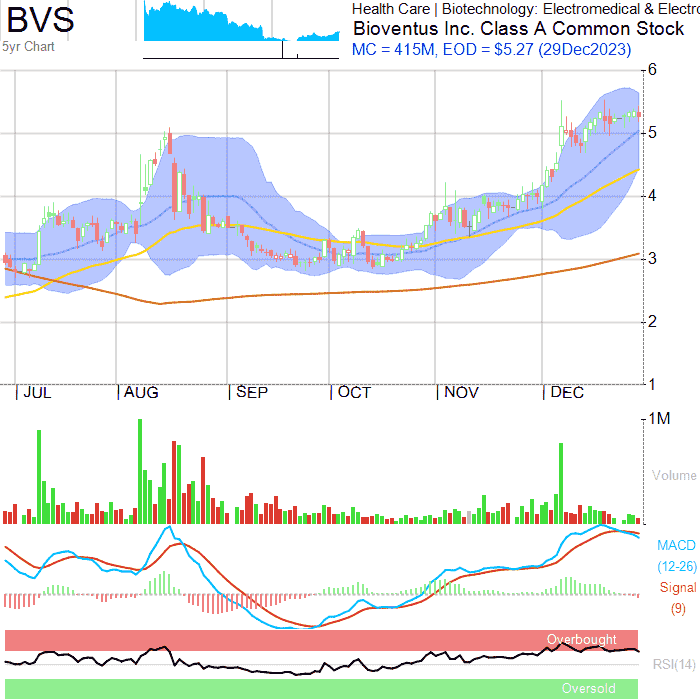 BVS
5yr Chart
Health Care | Biotechnology: Electromedical & Electro
Bioventus Inc. Class A Common Stock
MC = 415M, EOD = $5.27 (29Dec2023)
6
5
4
3
2
1
JUL
AUG
SEP
OCT
NOV
DEC
1M
Volume
MACD
(12-26)
Signal
(9)
Overbought
RSI(14)
Oversold